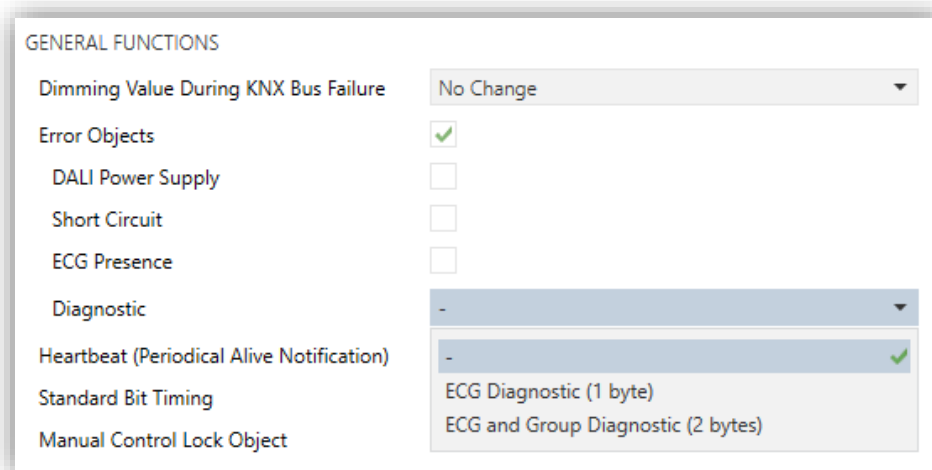 GENERAL FUNCTIONS
Dimming Value During KNX Bus Failure No Change
Error Objects
DALI Power Supply
Short Circuit
ECG Presence
Diagnostic -
Heartbeat (Periodical Alive Notification) -
Standard Bit Timing ECG Diagnostic (1 byte)
ECG and Group Diagnostic (2 bytes)
Manual Control Lock Object